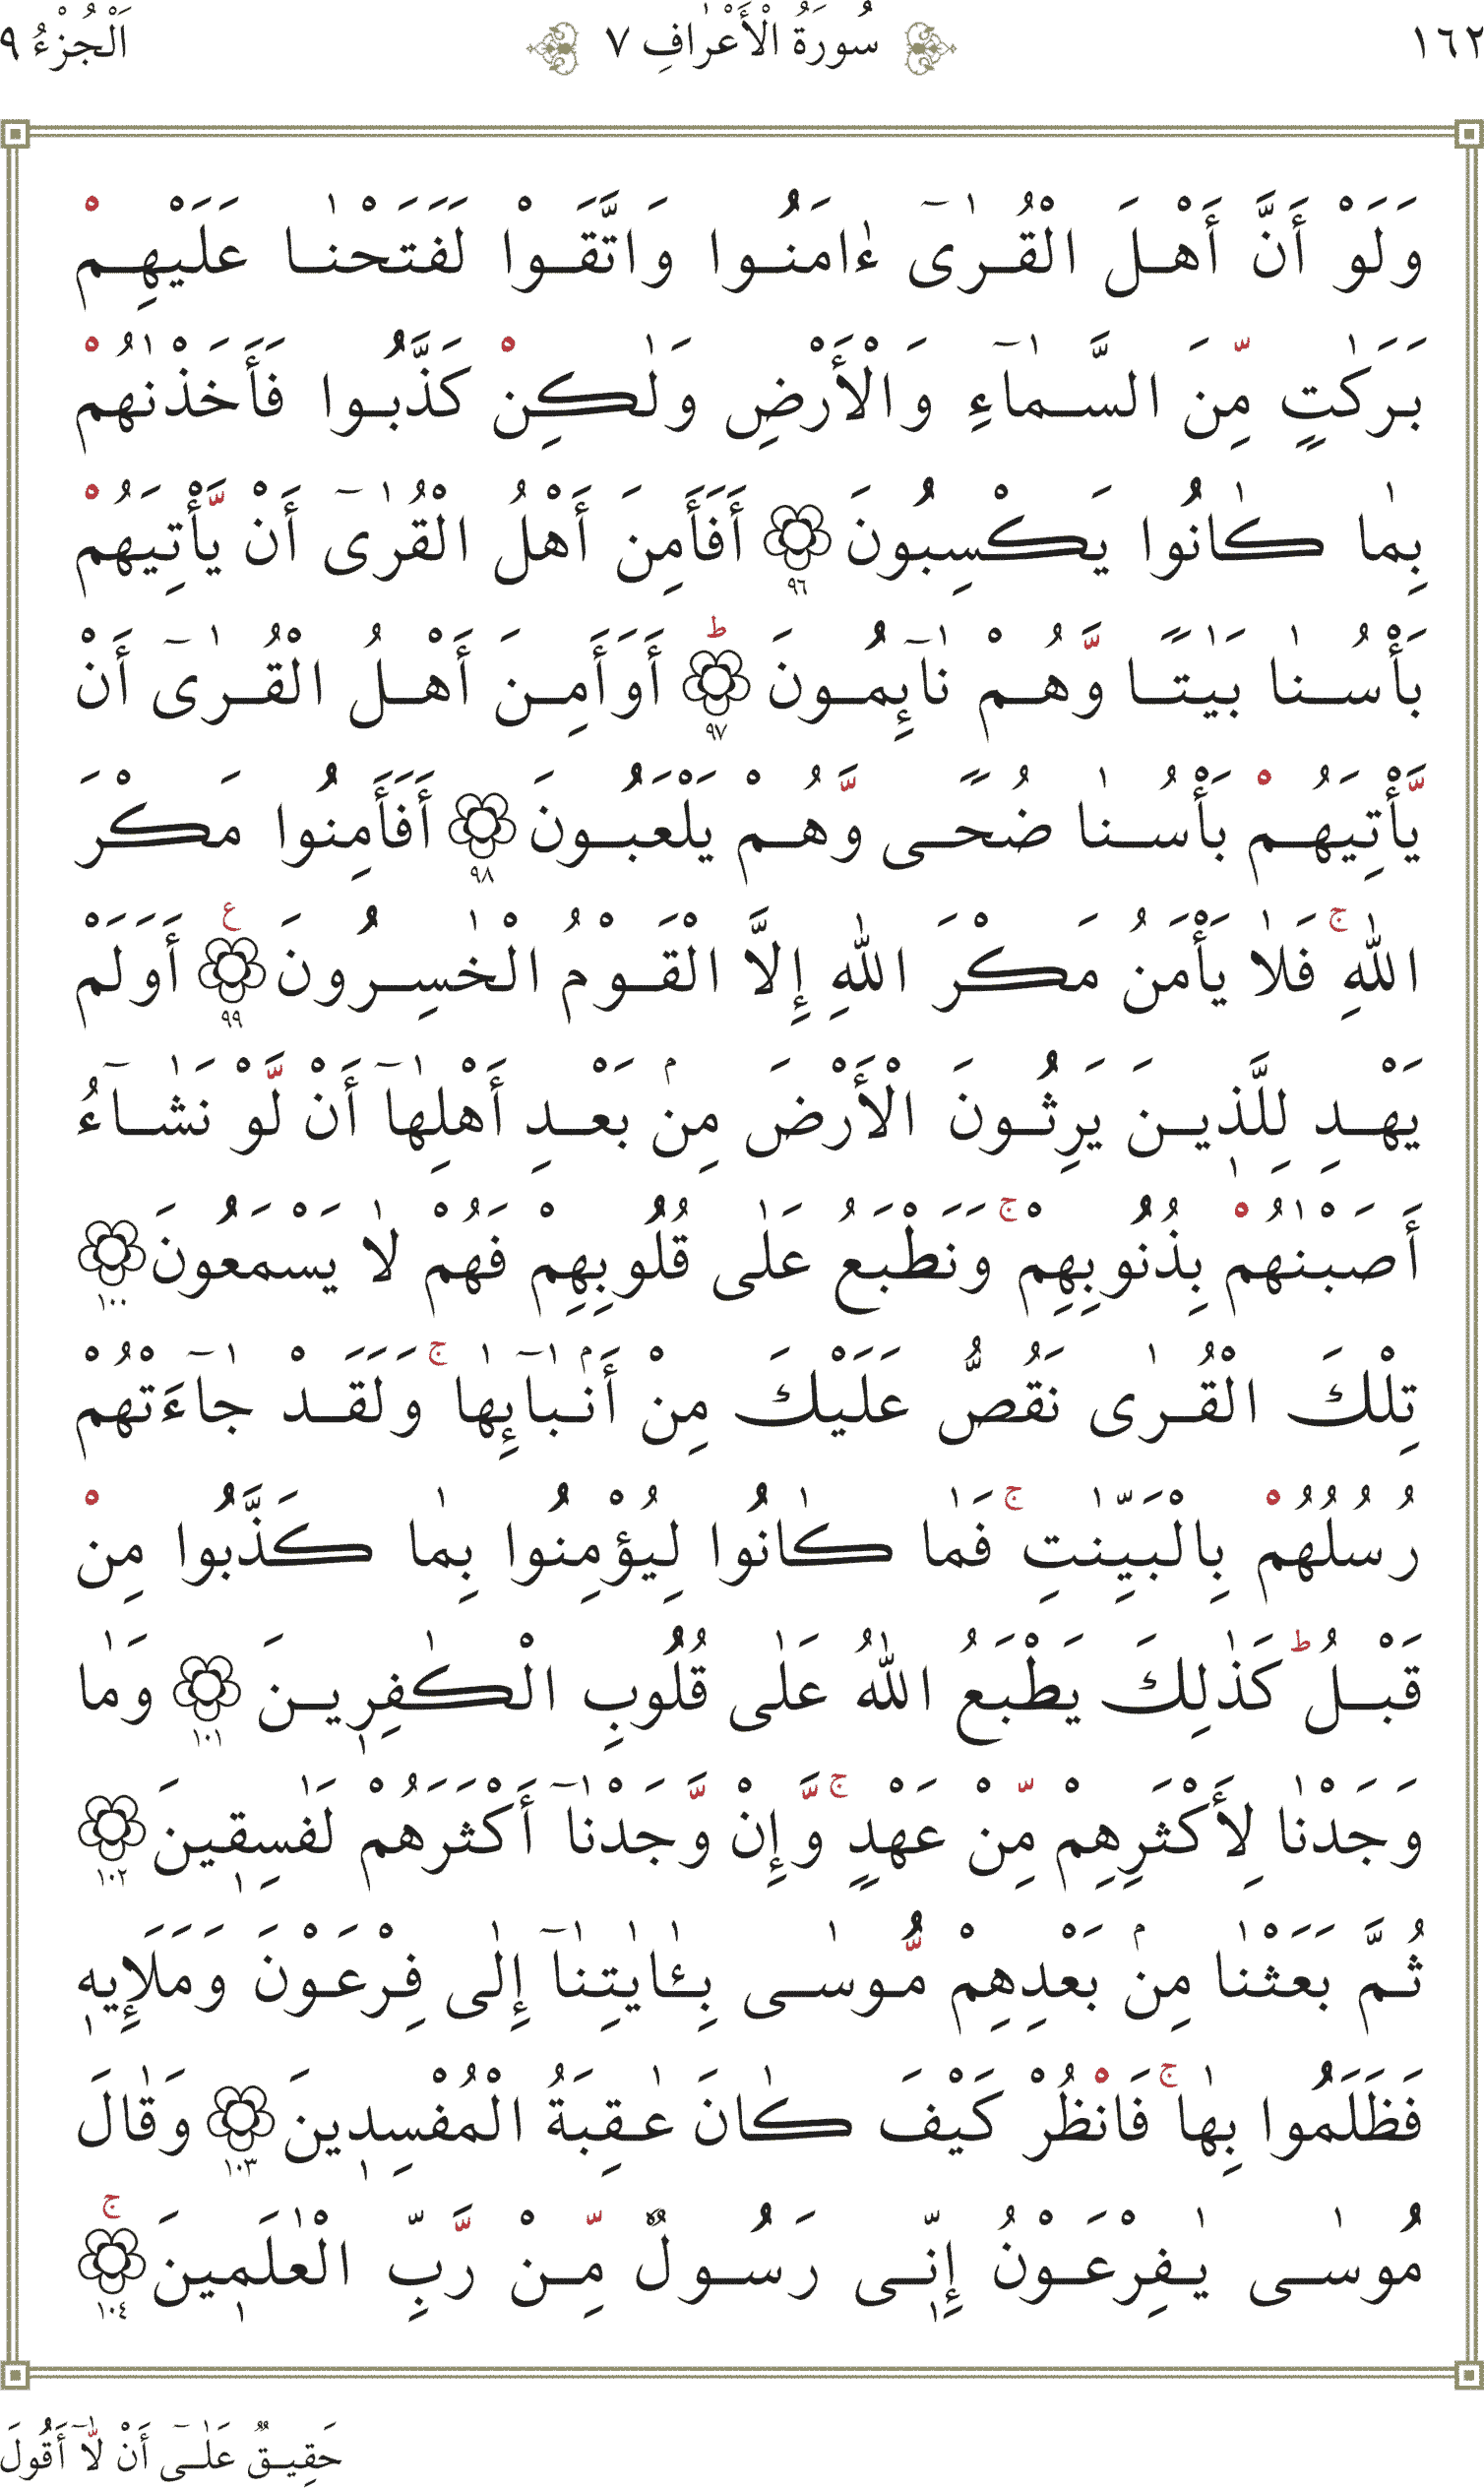 ١٦٢ سُورَةُ الْأَعْرٰافِ ٧ اَلْجُزْءُ ٩
وَلَوْ أَنَّ أَهْلَ الْقُرٰىٓ ءٰامَنُوا وَاتَّقَوْا لَفَتَحْنٰا عَلَيْهِمْ
بَرَكٰتٍ مِّنَ السَّمٰآءِ وَالْأَرْضِ وَلٰكِنْ كَذَّبُوا فَأَخَذْنٰهُمْ
بِمٰا كٰانُوا يَكْسِبُونَ ٩٦ أَفَأَمِنَ أَهْلُ الْقُرٰىٓ أَنْ يَّأْتِيَهُمْ
بَأْسُنٰا بَيٰتًا وَّهُمْ نٰآئِمُونَ ٩٧ ط أَوَأَمِنَ أَهْلُ الْقُرٰىٓ أَنْ
يَّأْتِيَهُمْ بَأْسُنٰا ضُحًى وَّهُمْ يَلْعَبُونَ ٩٨ أَفَأَمِنُوا مَكْرَ
اللّٰهِ ج فَلٰا يَأْمَنُ مَكْرَ اللّٰهِ إِلَّا الْقَوْمُ الْخٰسِرُونَ ٩٩ ع أَوَلَمْ
يَهْدِ لِلَّذِينَ يَرِثُونَ الْأَرْضَ مِنۢ بَعْدِ أَهْلِهٰآ أَنْ لَّوْ نَشٰآءُ
أَصَبْنٰهُمْ بِذُنُوبِهِمْ ج وَنَطْبَعُ عَلٰى قُلُوبِهِمْ فَهُمْ لٰا يَسْمَعُونَ ١٠٠
تِلْكَ الْقُرٰى نَقُصُّ عَلَيْكَ مِنْ أَنۢبٰآئِهٰا ج وَلَقَدْ جٰآءَتْهُمْ
رُسُلُهُمْ بِالْبَيِّنٰتِ ج فَمٰا كٰانُوا لِيُؤْمِنُوا بِمٰا كَذَّبُوا مِنْ
قَبْلُ ط كَذٰلِكَ يَطْبَعُ اللّٰهُ عَلٰى قُلُوبِ الْكٰفِرِينَ ١٠١ وَمٰا
وَجَدْنٰا لِأَكْثَرِهِمْ مِّنْ عَهْدٍ ج وَّإِنْ وَّجَدْنٰآ أَكْثَرَهُمْ لَفٰسِقِينَ ١٠٢
ثُمَّ بَعَثْنٰا مِنۢ بَعْدِهِمْ مُّوسٰى بِـٰٔايٰتِنٰآ إِلٰى فِرْعَوْنَ وَمَلَإِيهِ
فَظَلَمُوا بِهٰا ج فَانْظُرْ كَيْفَ كٰانَ عٰقِبَةُ الْمُفْسِدِينَ ١٠٣ وَقٰالَ
مُوسٰى يٰفِرْعَوْنُ إِنِّى رَسُولٌ مِّنْ رَّبِّ الْعٰلَمِينَ ١٠٤ ج
حَقِيقٌ عَلٰىٓ أَنْ لَّآ أَقُولَ